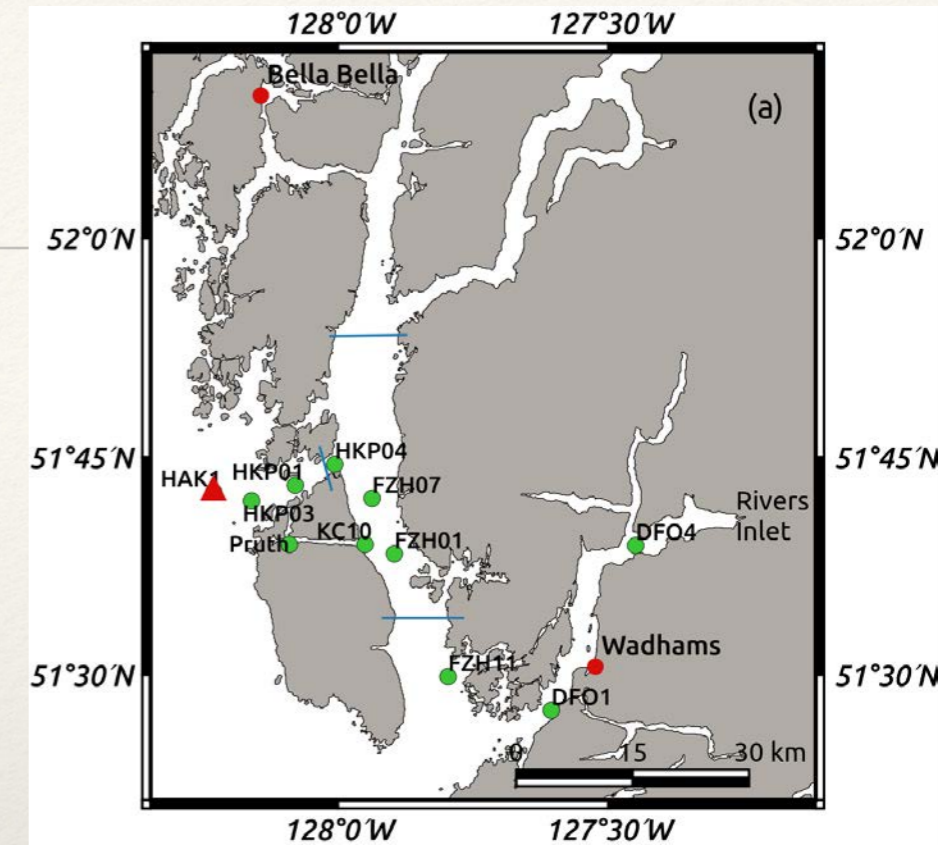 128°0´W 127°30´W
Bella Bella
(a)
52°0´N 52°0´N
51°45´N 51°45´N
HKP04
HAK1 HKP01
FZH07
HKP03
Rivers
Inlet
Pruth KC10 FZH01 DFO4
Wadhams
51°30´N 51°30´N
FZH11
DFO1
0 15 30 km
128°0´W 127°30´W